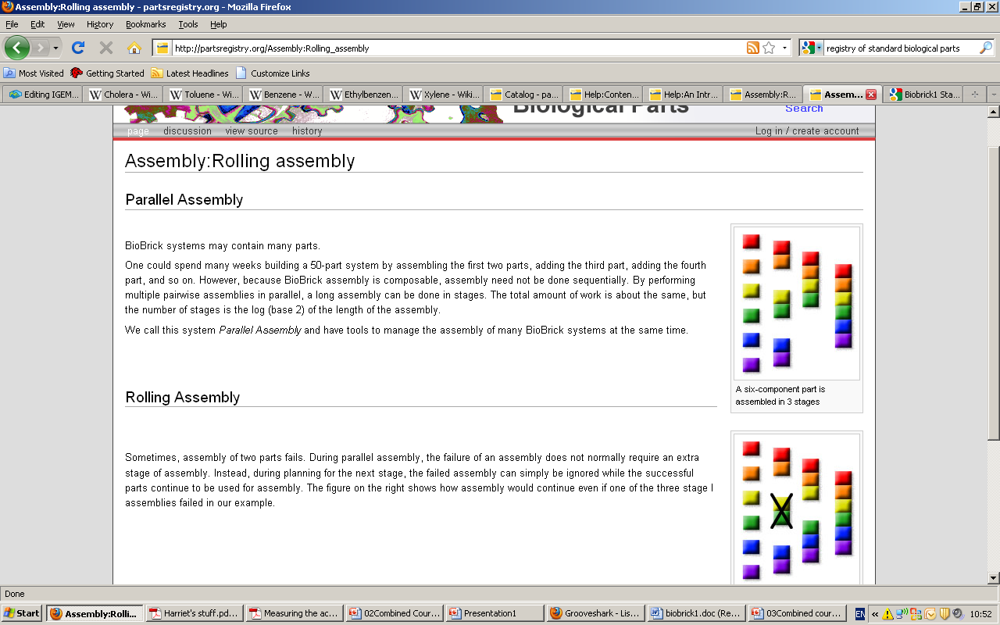 Assembly:Rolling assembly - partsregistry.org - Mozilla Firefox
File Edit View History Bookmarks Tools Help
http://partsregistry.org/Assembly:Rolling_assembly
registry of standard biological parts
Most Visited Getting Started Latest Headlines Customize Links
Editing IGEM... Cholera - Wi... Toluene - Wi... Benzene - W... Ethylbenzen... Xylene - Wiki... Catalog - pa... Help:Conten... Help:An Intr... Assembly:R... Assem... Biobrick1 Sta...
Biological Parts
Search
page discussion view source history Log in / create account
Assembly:Rolling assembly
Parallel Assembly
BioBrick systems may contain many parts.
One could spend many weeks building a 50-part system by assembling the first two parts, adding the third part, adding the fourth
part, and so on. However, because BioBrick assembly is composable, assembly need not be done sequentially. By performing
multiple pairwise assemblies in parallel, a long assembly can be done in stages. The total amount of work is about the same, but
the number of stages is the log (base 2) of the length of the assembly.
We call this system Parallel Assembly and have tools to manage the assembly of many BioBrick systems at the same time.
A six-component part is
assembled in 3 stages
Rolling Assembly
Sometimes, assembly of two parts fails. During parallel assembly, the failure of an assembly does not normally require an extra
stage of assembly. Instead, during planning for the next stage, the failed assembly can simply be ignored while the successful
parts continue to be used for assembly. The figure on the right shows how assembly would continue even if one of the three stage I
assemblies failed in our example.
Done
Start Assembly:Rolli... Harriet's stuff.pd... Measuring the ac... 02Combined Cour... Presentation1 Grooveshark - Lis... biobrick1.doc (Re... 03Combined cour... EN « 10:52